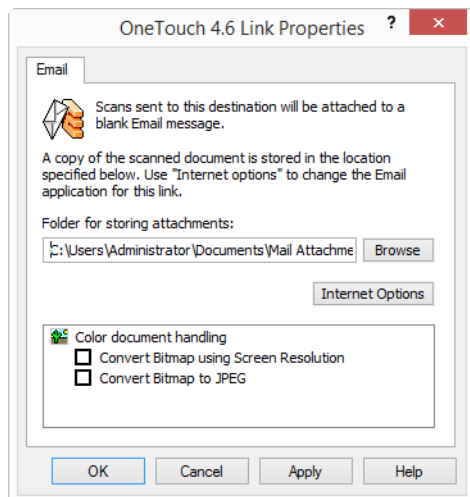 OneTouch 4.6 Link Properties ? ×
Email
Scans sent to this destination will be attached to a
blank Email message.
A copy of the scanned document is stored in the location
specified below. Use "Internet options" to change the Email
application for this link.
Folder for storing attachments:
C:\Users\Administrator\Documents\Mail Attachme
Browse
Internet Options
Color document handling
Convert Bitmap using Screen Resolution
Convert Bitmap to JPEG
OK Cancel Apply Help